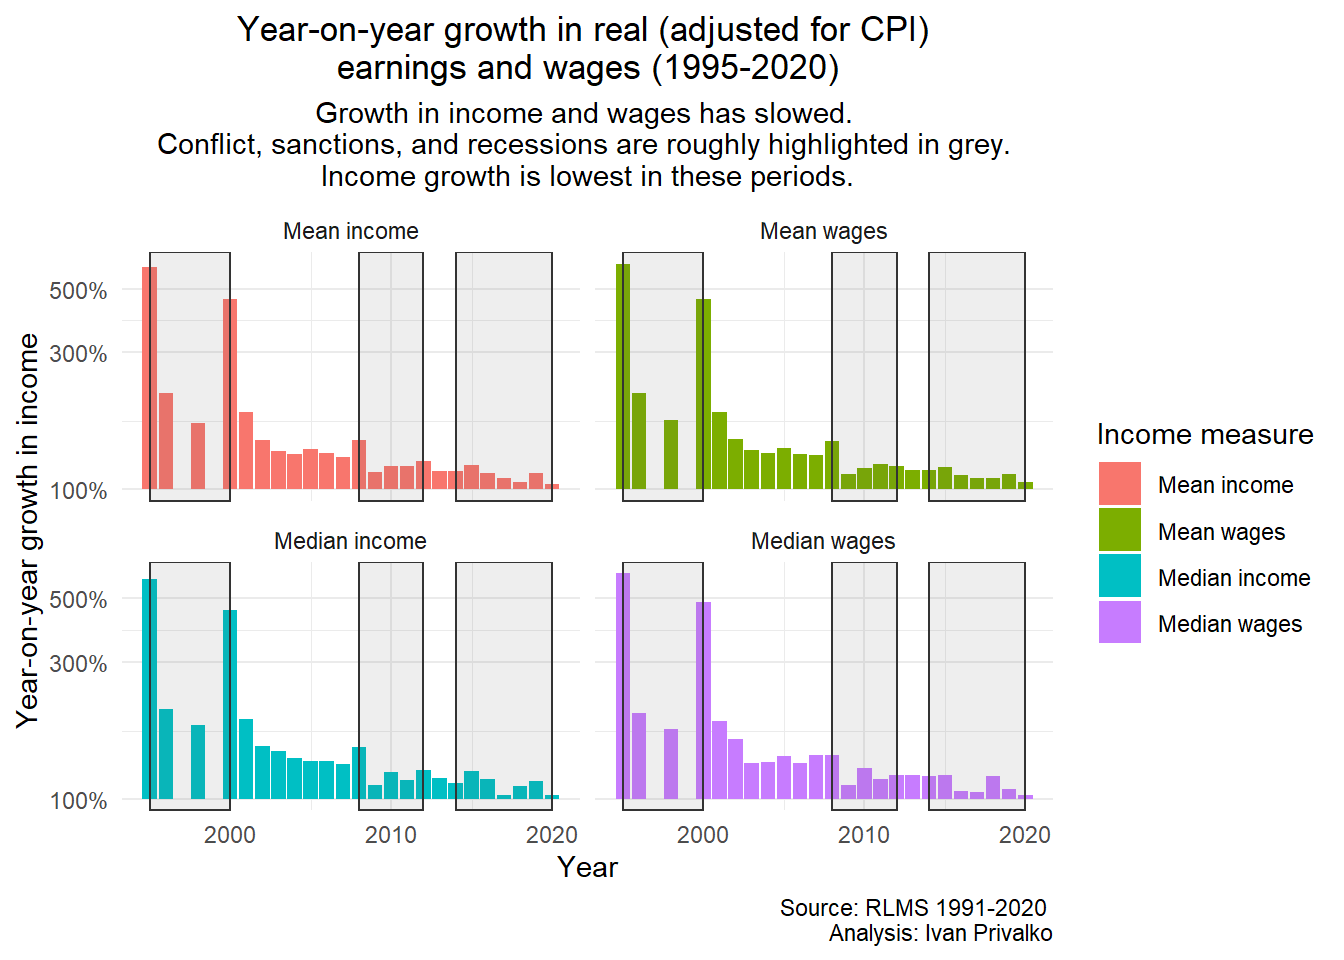 Year-on-year growth in real (adjusted for CPI)
earnings and wages (1995-2020)
Growth in income and wages has slowed.
Conflict, sanctions, and recessions are roughly highlighted in grey.
Income growth is lowest in these periods.
Mean income
Mean wages
500%
300%
100%
Median income
Median wages
500%
300%
100%
2000
2010
2020
2000
2010
2020
Year-on-year growth in income
Year
Income measure
Mean income
Mean wages
Median income
Median wages
Source: RLMS 1991-2020
Analysis: Ivan Privalko